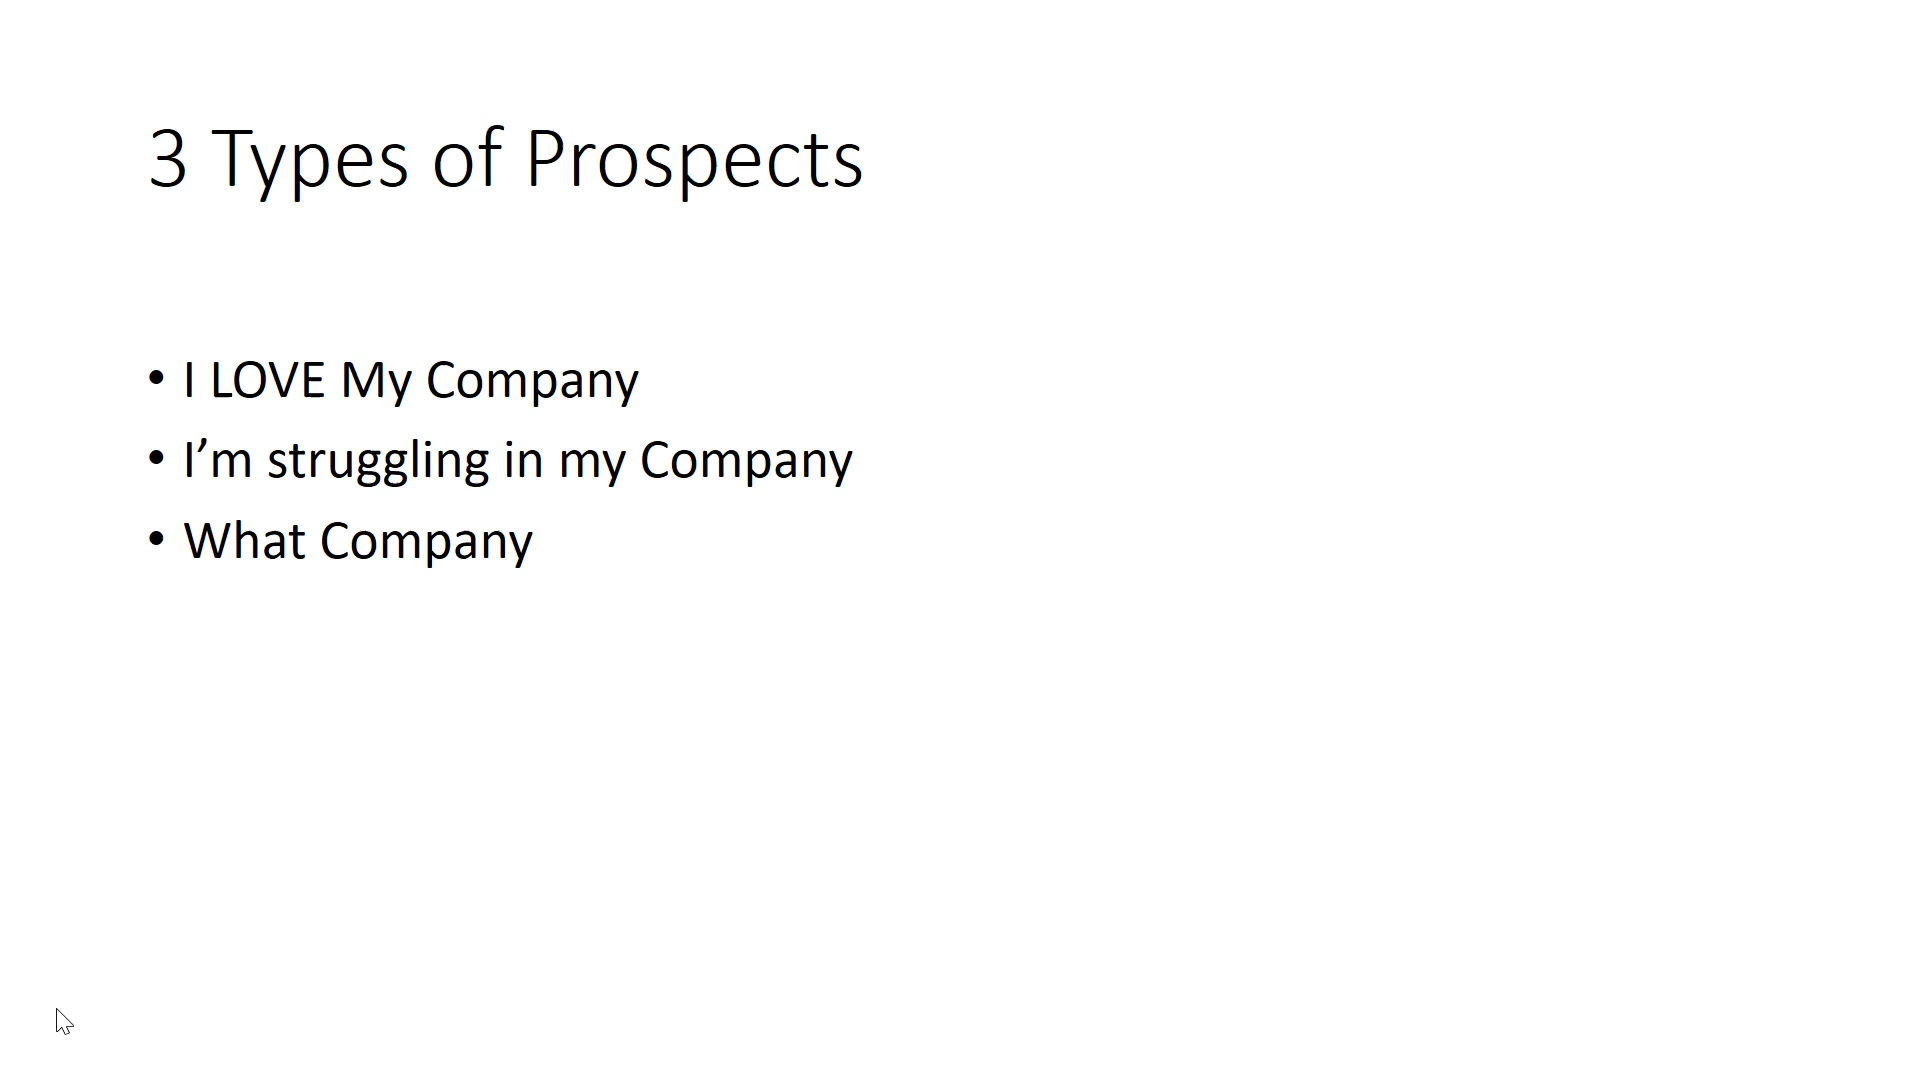 3 Types of Prospects
• I LOVE My Company
• I’m struggling in my Company
• What Company